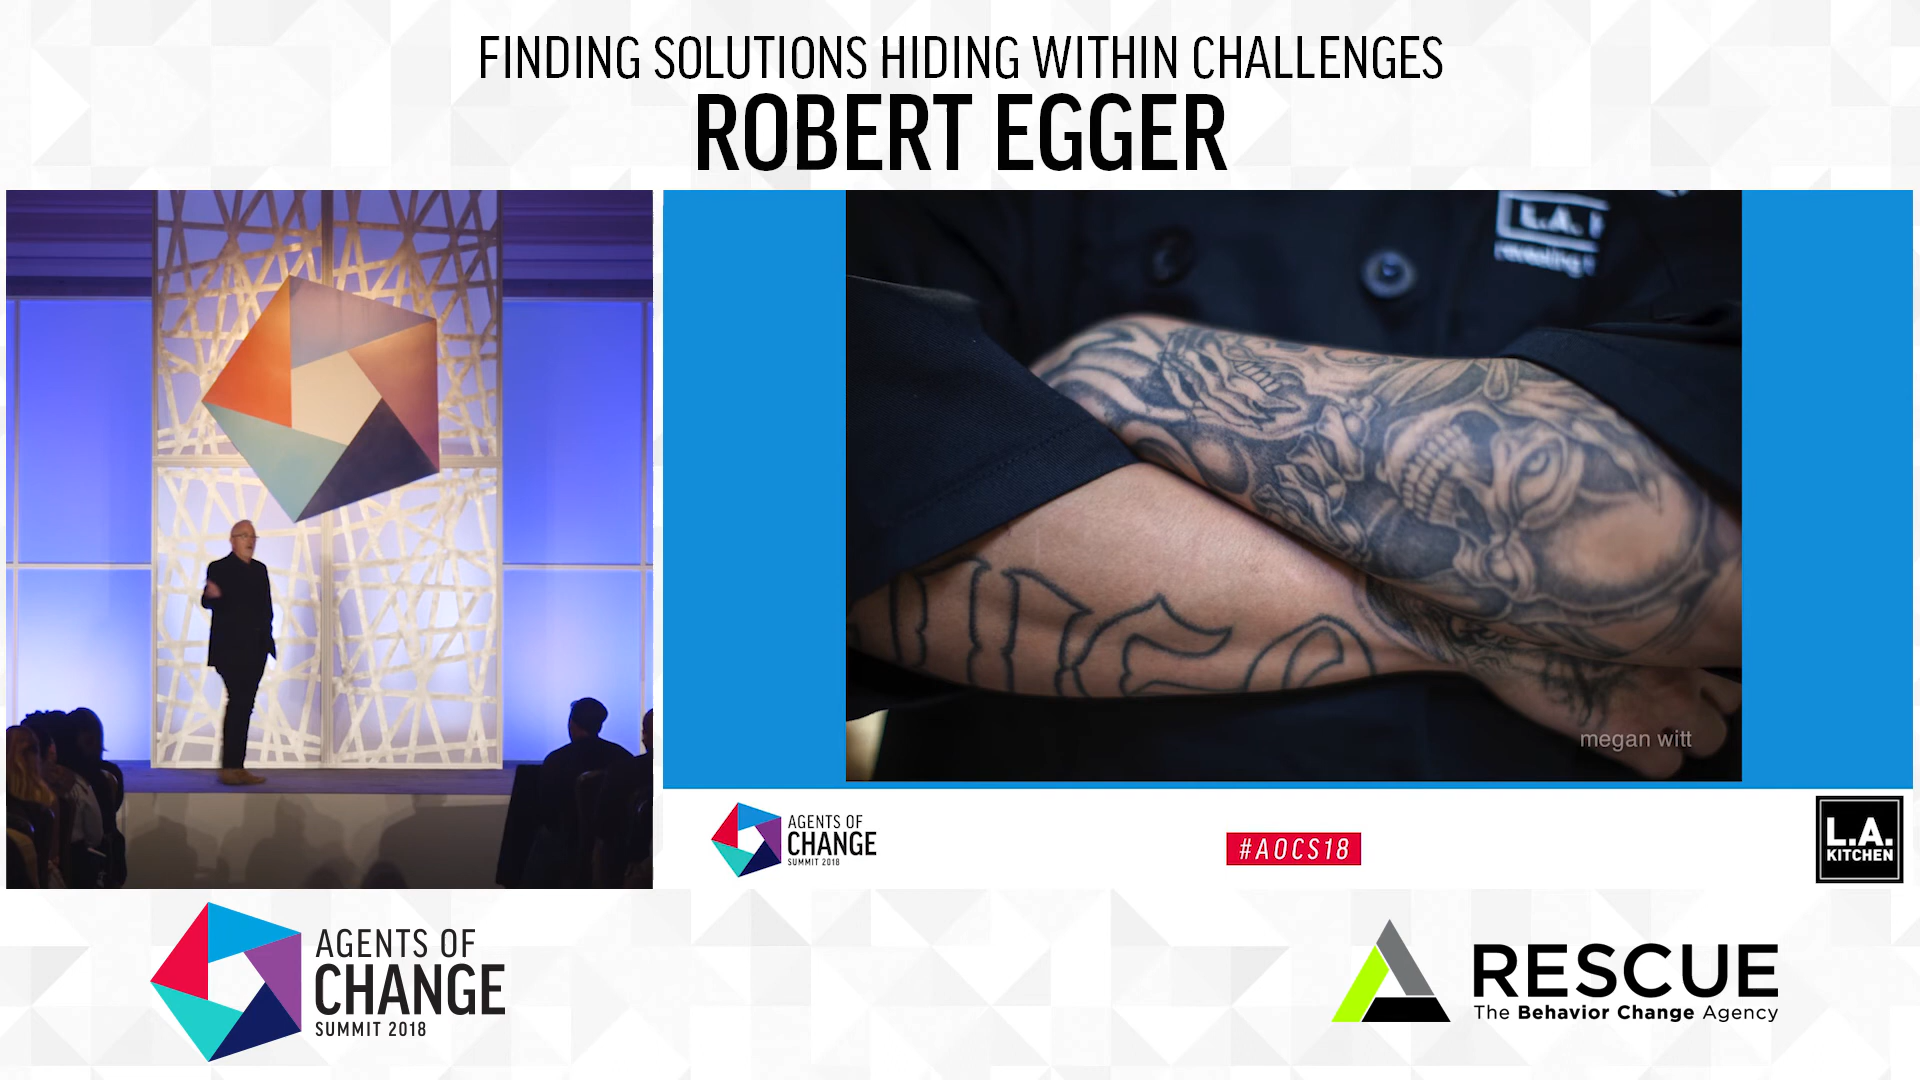 FINDING SOLUTIONS HIDING WITHIN CHALLENGES
ROBERT EGGER
L.A.
megan witt
AGENTS OF
CHANGE
SUMMIT 2018
#AOCS18
L.A.
KITCHEN
AGENTS OF
CHANGE
SUMMIT 2018
RESCUE
The Behavior Change Agency